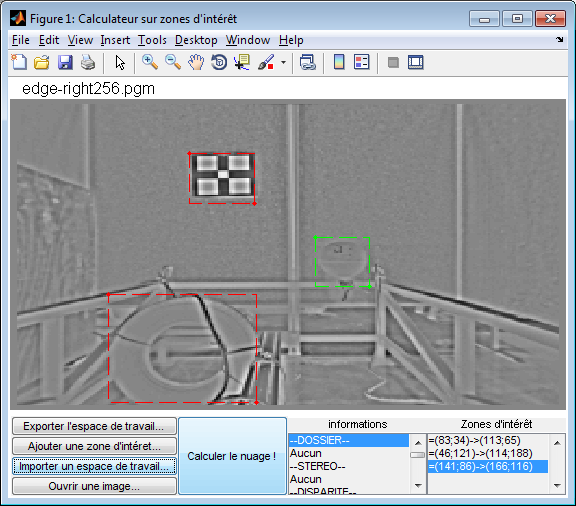 Figure 1: Calculateur sur zones d'intérêt
File Edit View Insert Tools Desktop Window Help
edge-right256.pgm
Exporter l'espace de travail...
Ajouter une zone d'intéret...
Importer un espace de travail...
Ouvrir une image...
Calculer le nuage !
informations
--DOSSIER--
Aucun
--STEREO--
Aucun
--DISPARITE--
Zones d'intérêt
=(83;34)->(113;65)
=(46;121)->(114;188)
=(141;86)->(166;116)